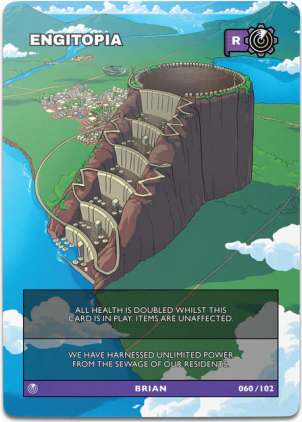 ENGITOPIA
R
ALL HEALTH IS DOUBLED WHILST THIS
CARD IS IN PLAY. ITEMS ARE UNAFFECTED.
WE HAVE HARNESSED UNLIMITED POWER
FROM THE SEWAGE OF OUR RESIDENTS.
BRIAN
060/102